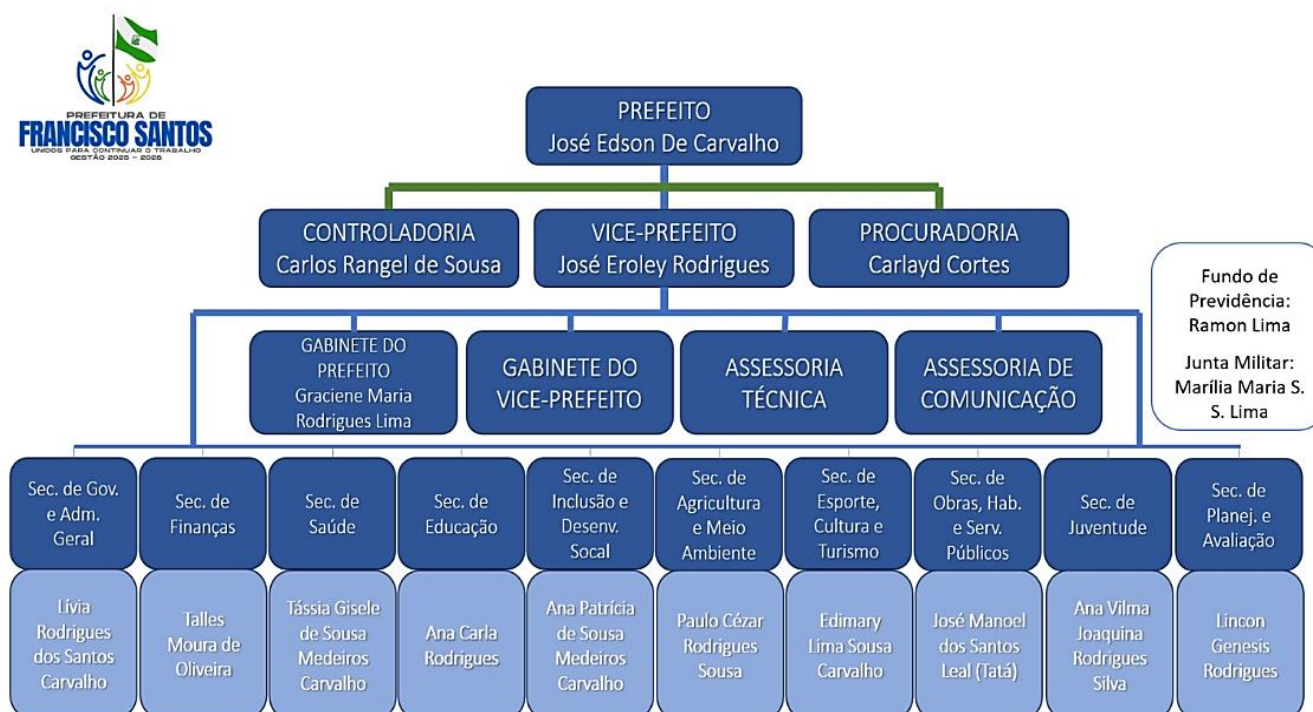 PREFEITURA DE
FRANCISCO SANTOS
UNIDOS PARA CONTINUAR O TRABALHO
GESTÃO 2025 - 2028
PREFEITO
José Edson De Carvalho
CONTROLADORIA
Carlos Rangel de Sousa
VICE-PREFEITO
José Eroley Rodrigues
PROCURADORIA
Carlayd Cortes
Fundo de
Previdência:
Ramon Lima
Junta Militar:
Marília Maria S.
S. Lima
GABINETE DO
PREFEITO
Graciene Maria
Rodrigues Lima
GABINETE DO
VICE-PREFEITO
ASSESSORIA
TÉCNICA
ASSESSORIA DE
COMUNICAÇÃO
Sec. de Gov.
e Adm.
Geral
Sec. de
Finanças
Sec. de
Saúde
Sec. de
Educação
Sec. de
Inclusão e
Desenv.
Socal
Sec. de
Agricultura
e Meio
Ambiente
Sec. de
Esporte,
Cultura e
Turismo
Sec. de
Obras, Hab.
e Serv.
Públicos
Sec. de
Juventude
Sec. de
Planej. e
Avaliação
Lívia
Rodrigues
dos Santos
Carvalho
Talles
Moura de
Oliveira
Tássia Gisele
de Sousa
Medeiros
Carvalho
Ana Carla
Rodrigues
Ana Patrícia
de Sousa
Medeiros
Carvalho
Paulo Cézar
Rodrigues
Sousa
Edimary
Lima Sousa
Carvalho
José Manoel
dos Santos
Leal (Tatá)
Ana Vilma
Joaquina
Rodrigues
Silva
Lincon
Genesis
Rodrigues